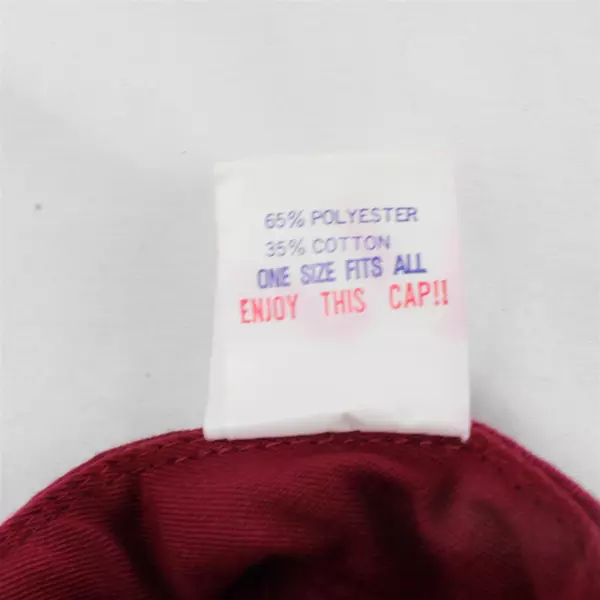 65% POLYESTER
35% COTTON
ONE SIZE FITS ALL
ENJOY THIS CAP!!